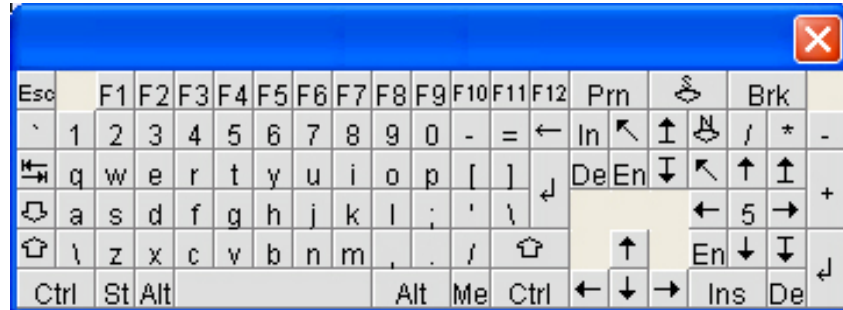 Esc F1 F2 F3 F4 F5 F6 F7 F8 F9 F10 F11 F12 Prn S Brk
` 1 2 3 4 5 6 7 8 9 0 - = ← In ↖ ↥ N / * -
↹ q w e r t y u i o p [ ] ↲ De En ↧ ↖ ↑ ↥ +
⇩ a s d f g h j k l ; ' \ ← 5 →
⇧ \ z x c v b n m , . / ⇧ ↑ En ↓ ↧ ↲
Ctrl St Alt Alt Me Ctrl ← ↓ → Ins De